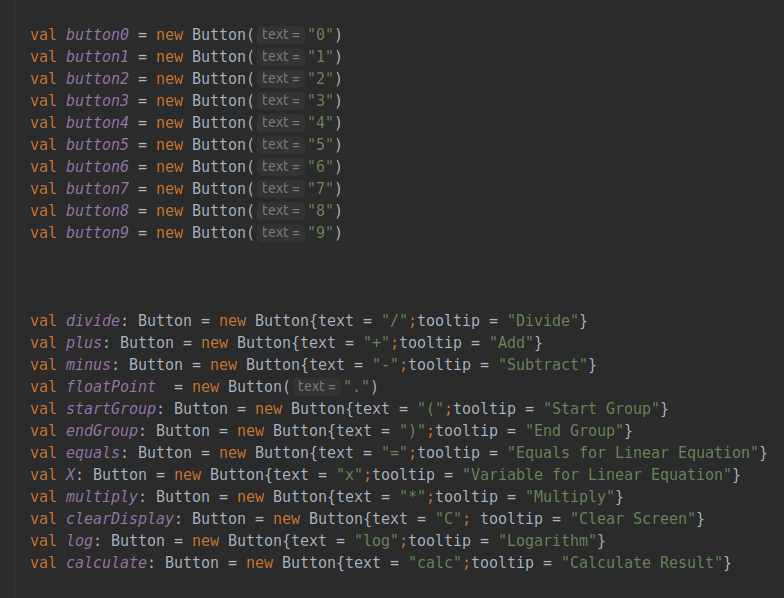 val button0 = new Button( text = "0")
val button1 = new Button( text = "1")
val button2 = new Button( text = "2")
val button3 = new Button( text = "3")
val button4 = new Button( text = "4")
val button5 = new Button( text = "5")
val button6 = new Button( text = "6")
val button7 = new Button( text = "7")
val button8 = new Button( text = "8")
val button9 = new Button( text = "9")
val divide: Button = new Button{text = "/";tooltip = "Divide"}
val plus: Button = new Button{text = "+";tooltip = "Add"}
val minus: Button = new Button{text = "-";tooltip = "Subtract"}
val floatPoint  = new Button( text = ".")
val startGroup: Button = new Button{text = "(";tooltip = "Start Group"}
val endGroup: Button = new Button{text = ")";tooltip = "End Group"}
val equals: Button = new Button{text = "=";tooltip = "Equals for Linear Equation"}
val X: Button = new Button{text = "x";tooltip = "Variable for Linear Equation"}
val multiply: Button = new Button{text = "*";tooltip = "Multiply"}
val clearDisplay: Button = new Button{text = "C"; tooltip = "Clear Screen"}
val log: Button = new Button{text = "log";tooltip = "Logarithm"}
val calculate: Button = new Button{text = "calc";tooltip = "Calculate Result"}